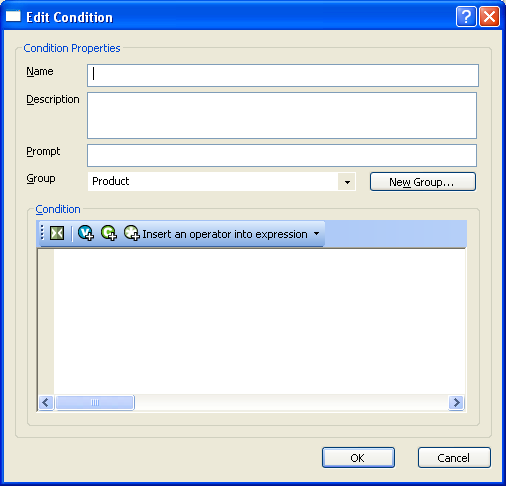 Edit Condition
Condition Properties
Name
Description
Prompt
Group
Product
New Group...
Condition
Insert an operator into expression
OK
Cancel